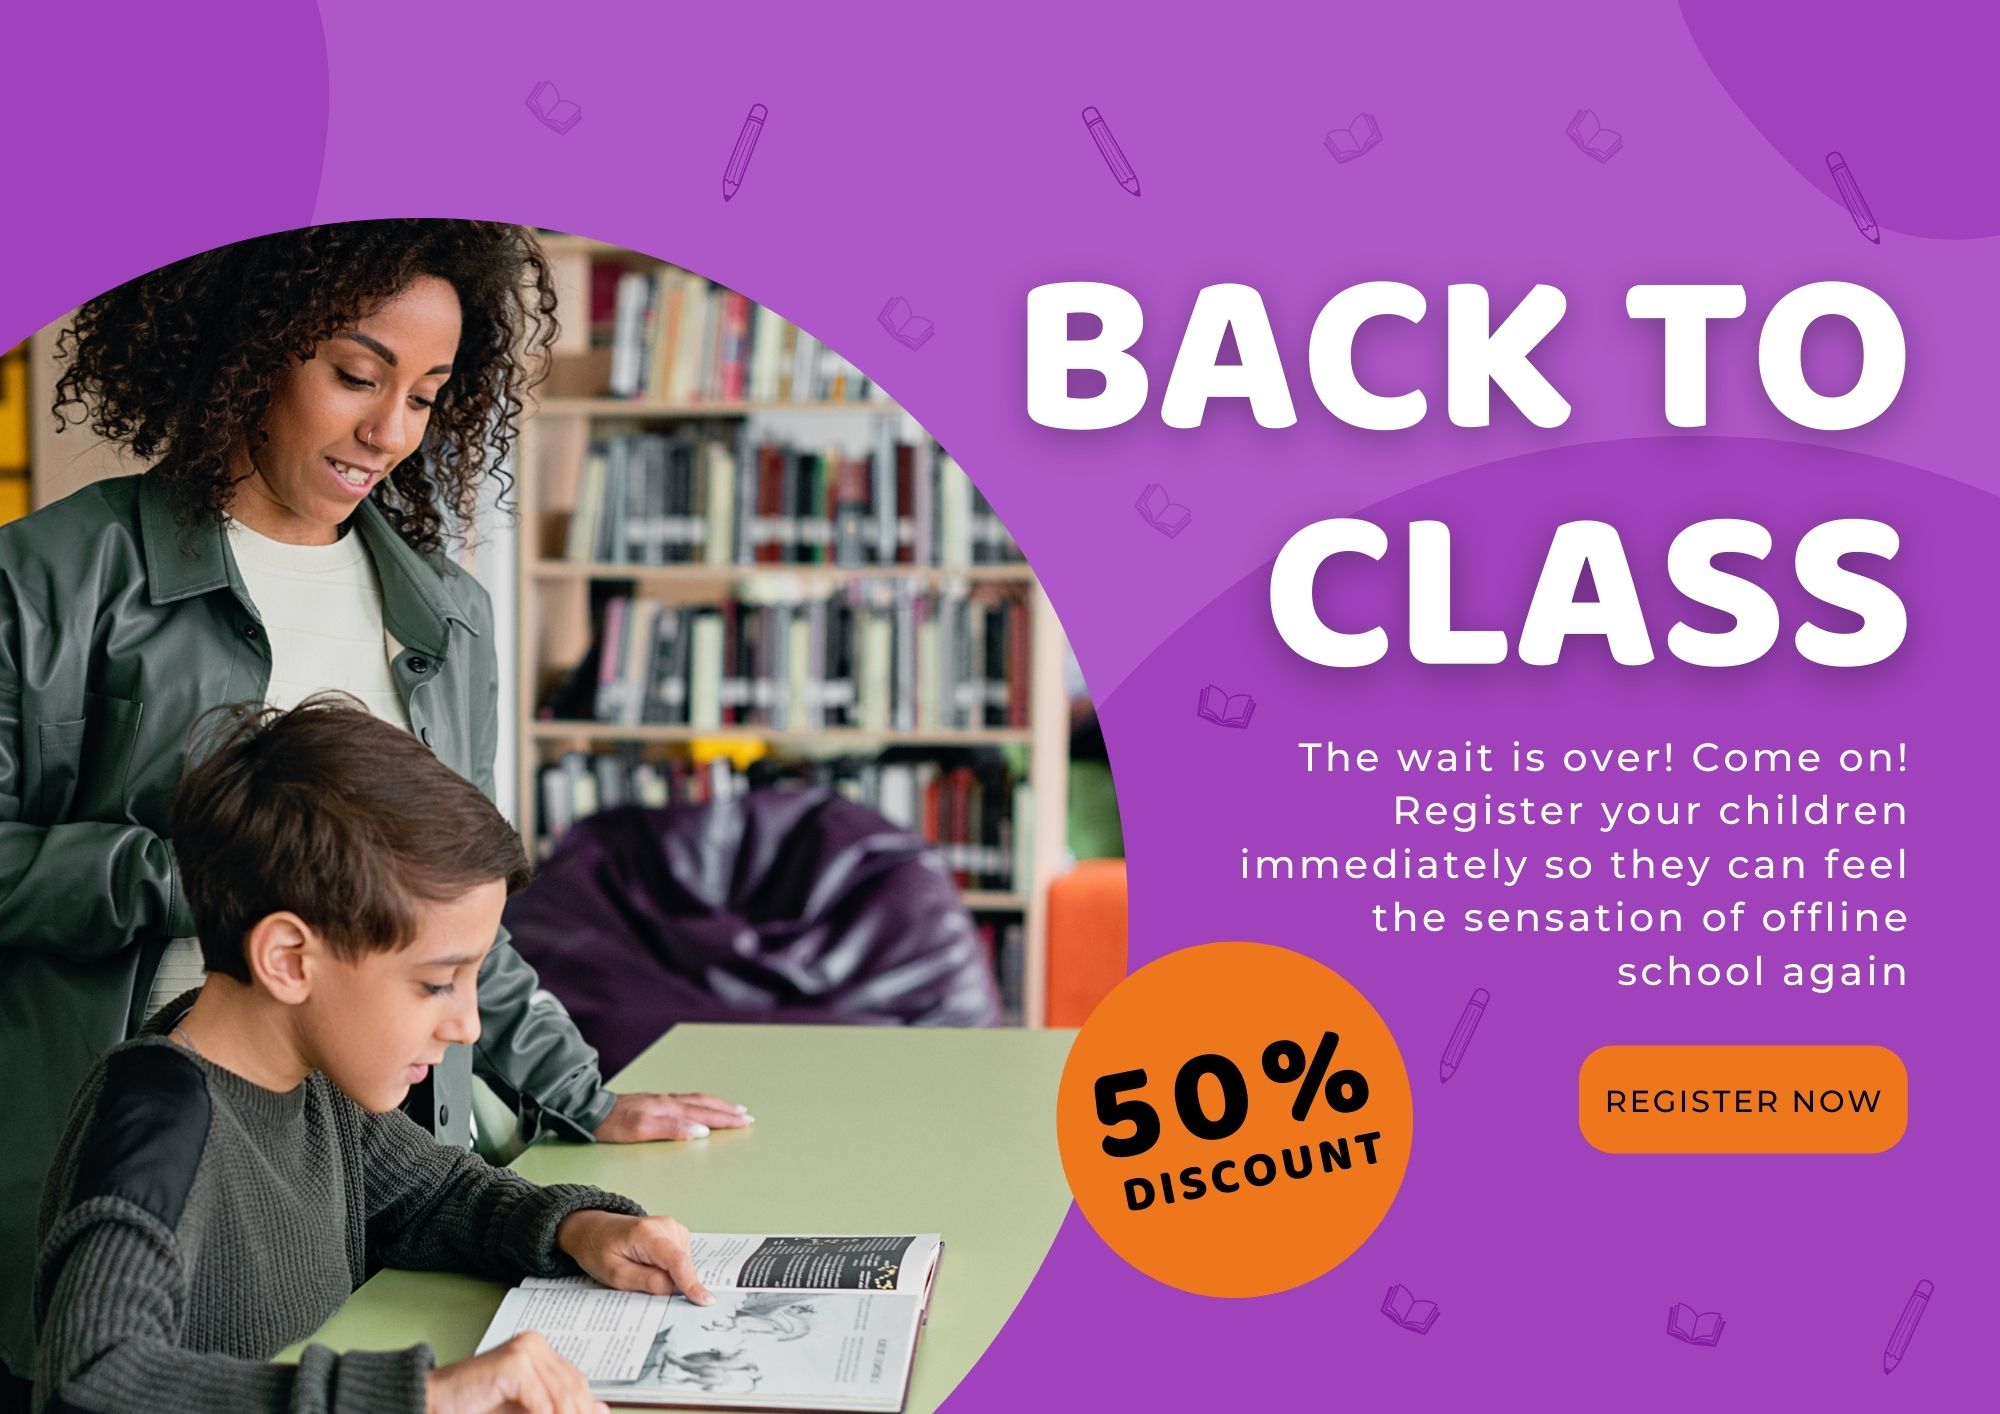 BACK TO
CLASS
The wait is over! Come on!
Register your children
immediately so they can feel
the sensation of offline
school again
50%
DISCOUNT
REGISTER NOW